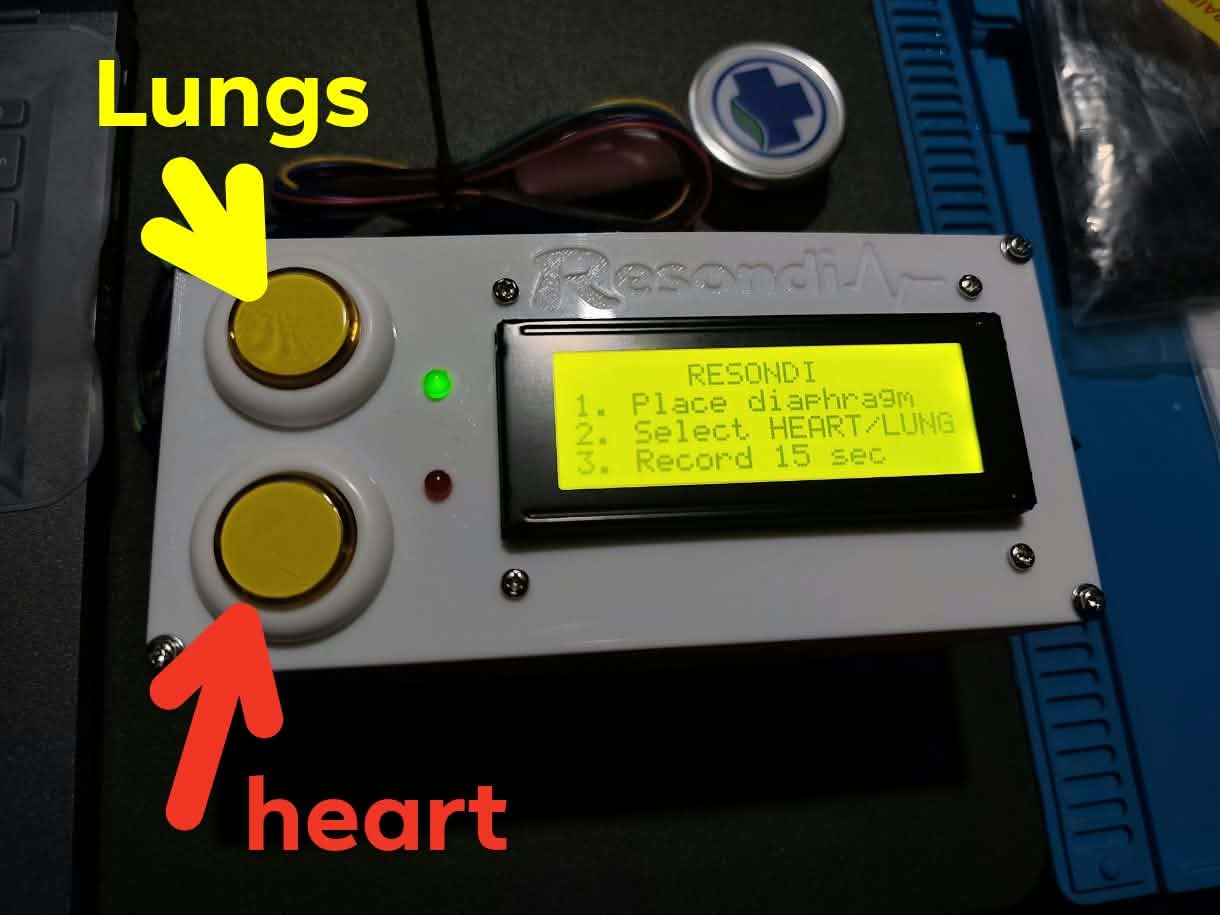 Lungs
Resondi
RESONDI
1. Place diaphragm
2. Select HEART/LUNG
3. Record 15 sec
heart